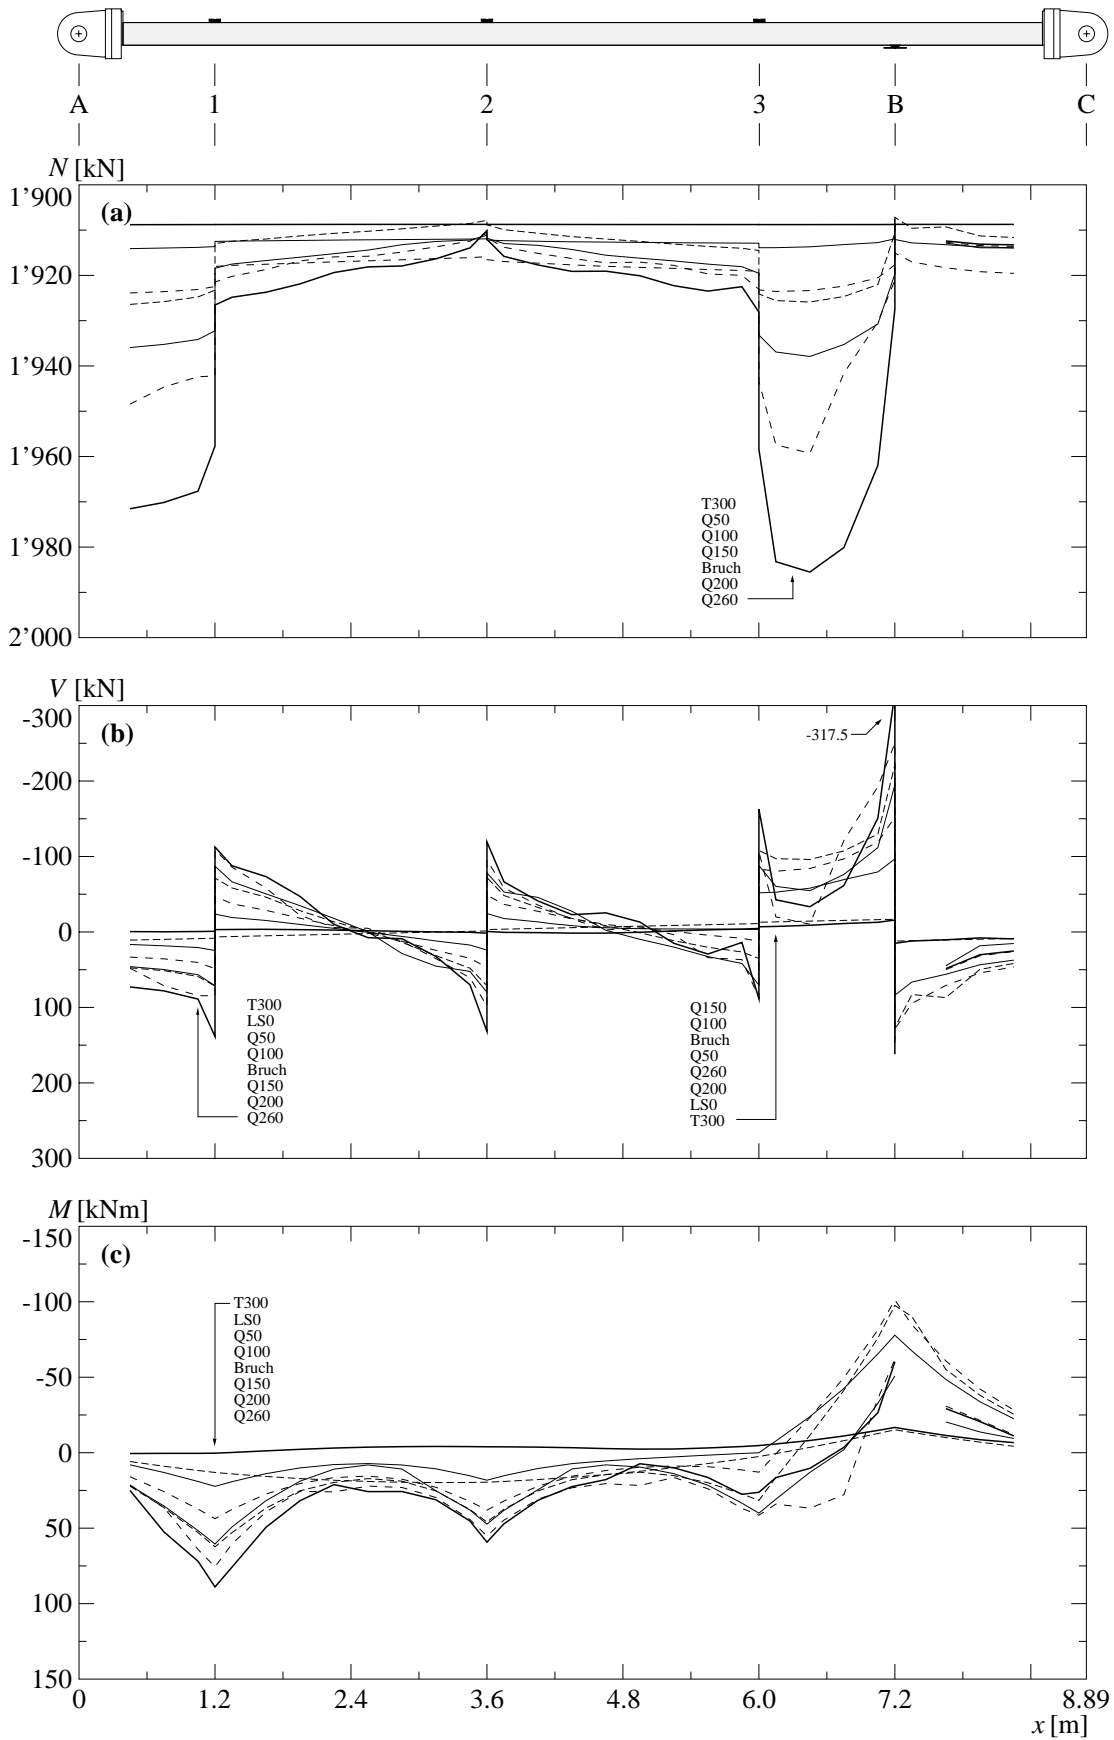 A 1 2 3 B C
N [kN]
(a)
1’900
1’920
1’940
1’960
1’980
2’000
T300
Q50
Q100
Q150
Bruch
Q200
Q260
V [kN]
(b)
-300
-200
-100
0
100
200
300
-317.5
T300
LS0
Q50
Q100
Bruch
Q150
Q200
Q260
Q150
Q100
Bruch
Q50
Q260
Q200
LS0
T300
M [kNm]
(c)
-150
-100
-50
0
50
100
150
T300
LS0
Q50
Q100
Bruch
Q150
Q200
Q260
0 1.2 2.4 3.6 4.8 6.0 7.2 8.89
x [m]